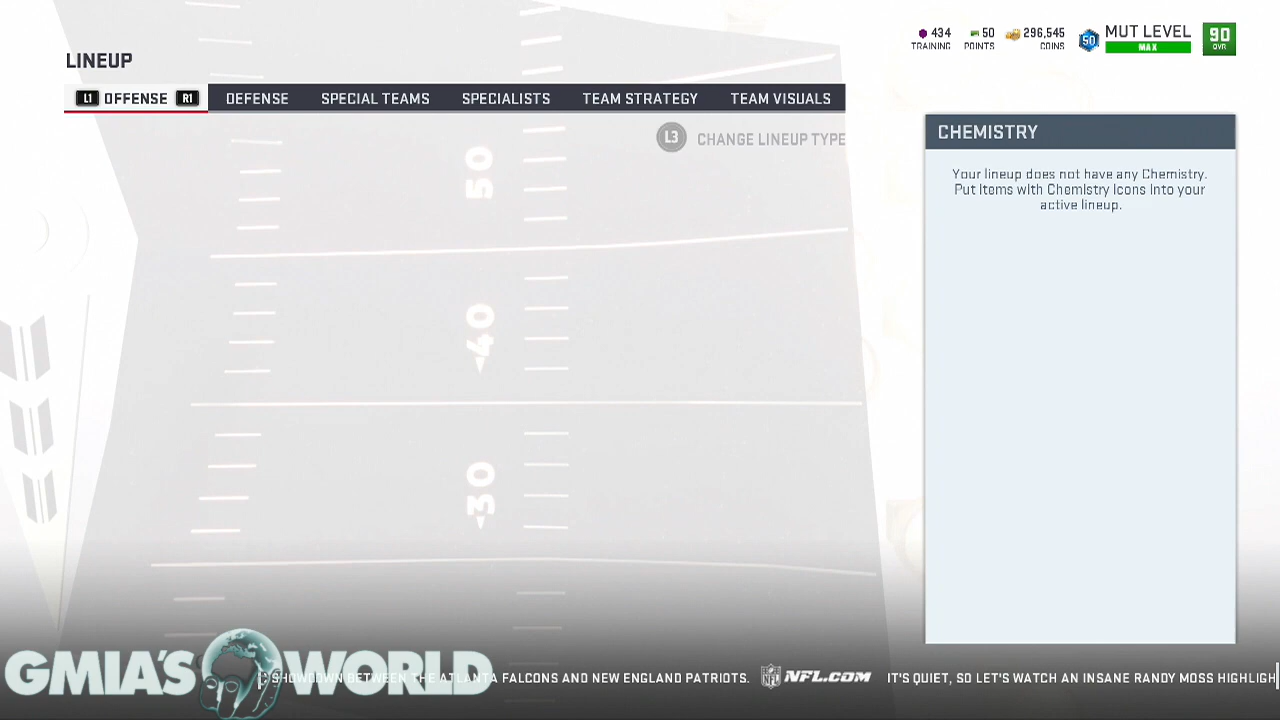 434
TRAINING
50
POINTS
296,545
COINS
50
MUT LEVEL
MAX
90
OVR
LINEUP
L1 OFFENSE R1
DEFENSE
SPECIAL TEAMS
SPECIALISTS
TEAM STRATEGY
TEAM VISUALS
L3 CHANGE LINEUP TYPE
CHEMISTRY
Your lineup does not have any Chemistry.
Put items with Chemistry icons into your
active lineup.
50
40
30
GMIA'S WORLD
SHOWDOWN BETWEEN THE ATLANTA FALCONS AND NEW ENGLAND PATRIOTS. NFL NFL.COM IT'S QUIET, SO LET'S WATCH AN INSANE RANDY MOSS HIGHLIGH